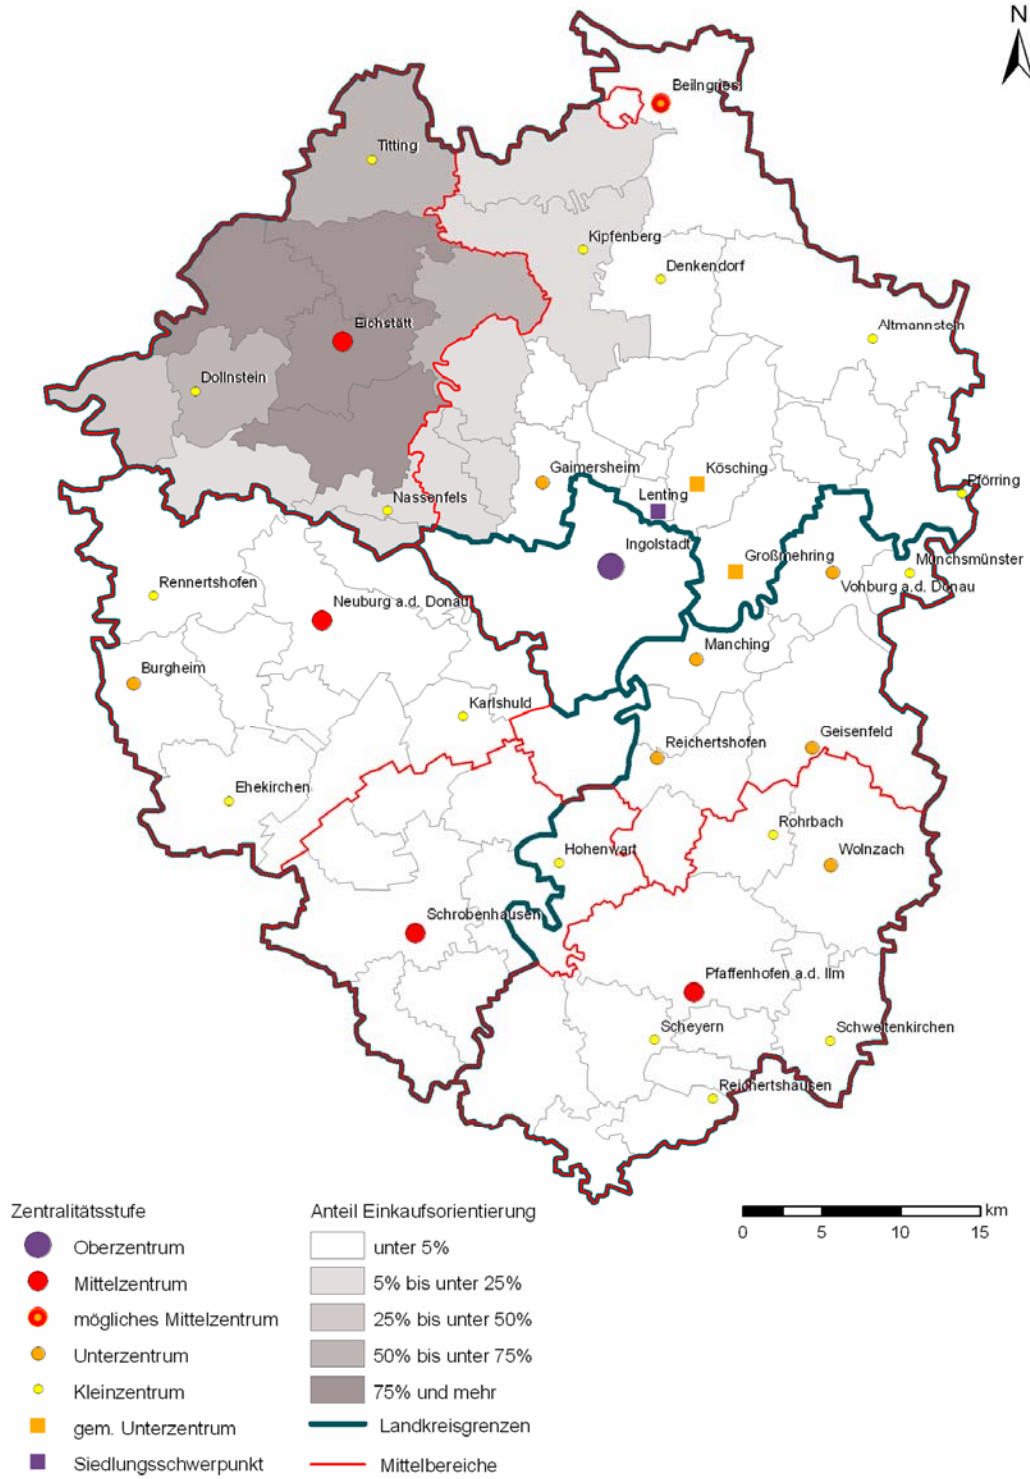 N
Beilngries
Titting
Kipfenberg
Denkendorf
Eichstätt
Altmannstein
Dollnstein
Gaimersheim
Kösching
Pförring
Nassenfels
Lenting
Ingolstadt
Großmehring
Münchsmünster
Rennertshofen
Vohburg a.d. Donau
Neuburg a.d. Donau
Manching
Burgheim
Karlshuld
Geisenfeld
Reichertshofen
Ehekirchen
Rohrbach
Hohenwart
Wolnzach
Schrobenhausen
Pfaffenhofen a.d. Ilm
Scheyern
Schweitenkirchen
Reichertshausen
km
0 5 10 15
Zentralitätsstufe
Oberzentrum
Mittelzentrum
mögliches Mittelzentrum
Unterzentrum
Kleinzentrum
gem. Unterzentrum
Siedlungsschwerpunkt
Anteil Einkaufsorientierung
unter 5%
5% bis unter 25%
25% bis unter 50%
50% bis unter 75%
75% und mehr
Landkreisgrenzen
Mittelbereiche